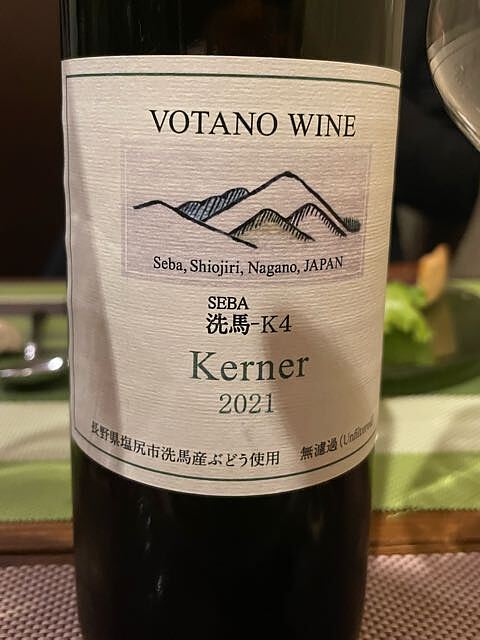 VOTANO WINE
Seba, Shiojiri, Nagano, JAPAN
SEBA
洗馬-K4
Kerner
2021
長野県塩尻市洗馬産ぶどう使用 無濾過 (Unfiltered)